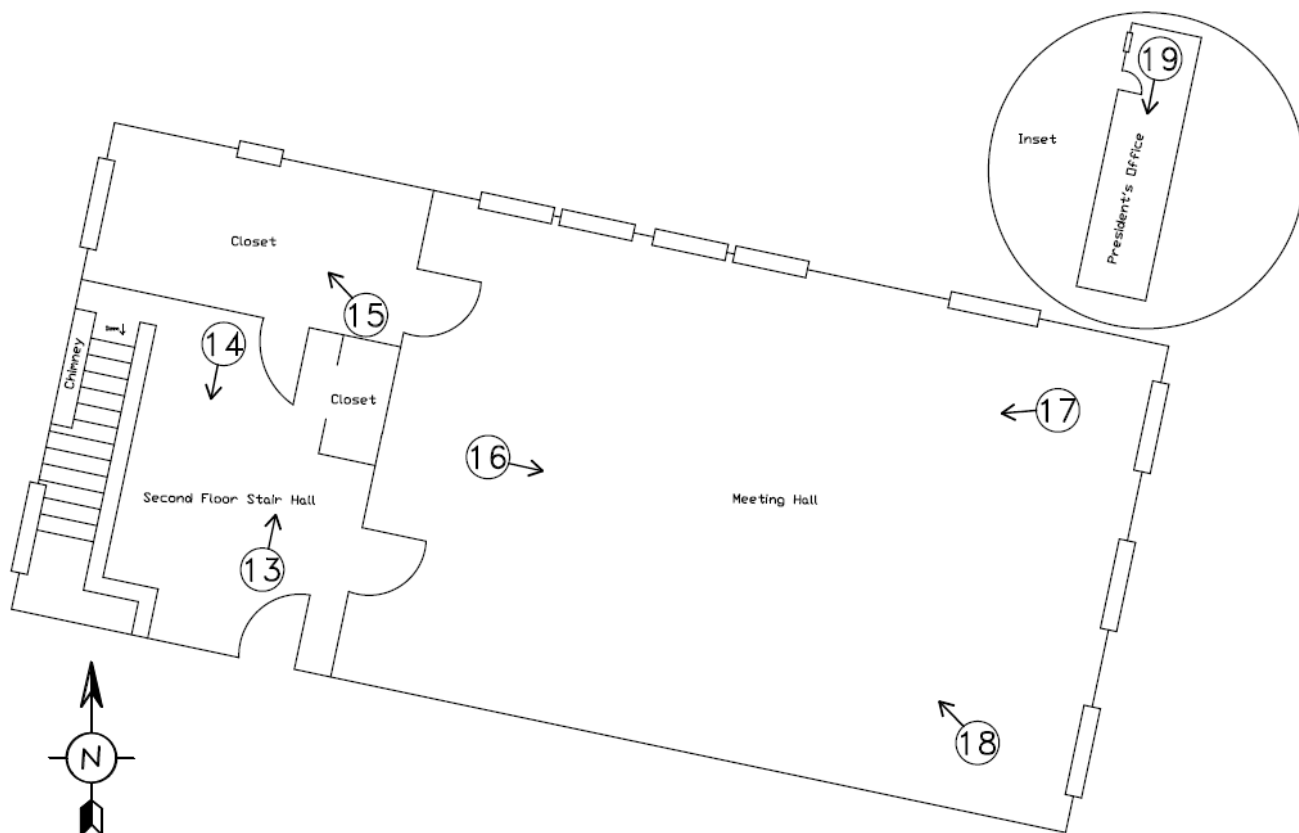 19
Inset
President's Office
Closet
15
14
Down
Chimney
Closet
17
16
Second Floor Stair Hall
Meeting Hall
13
18
N